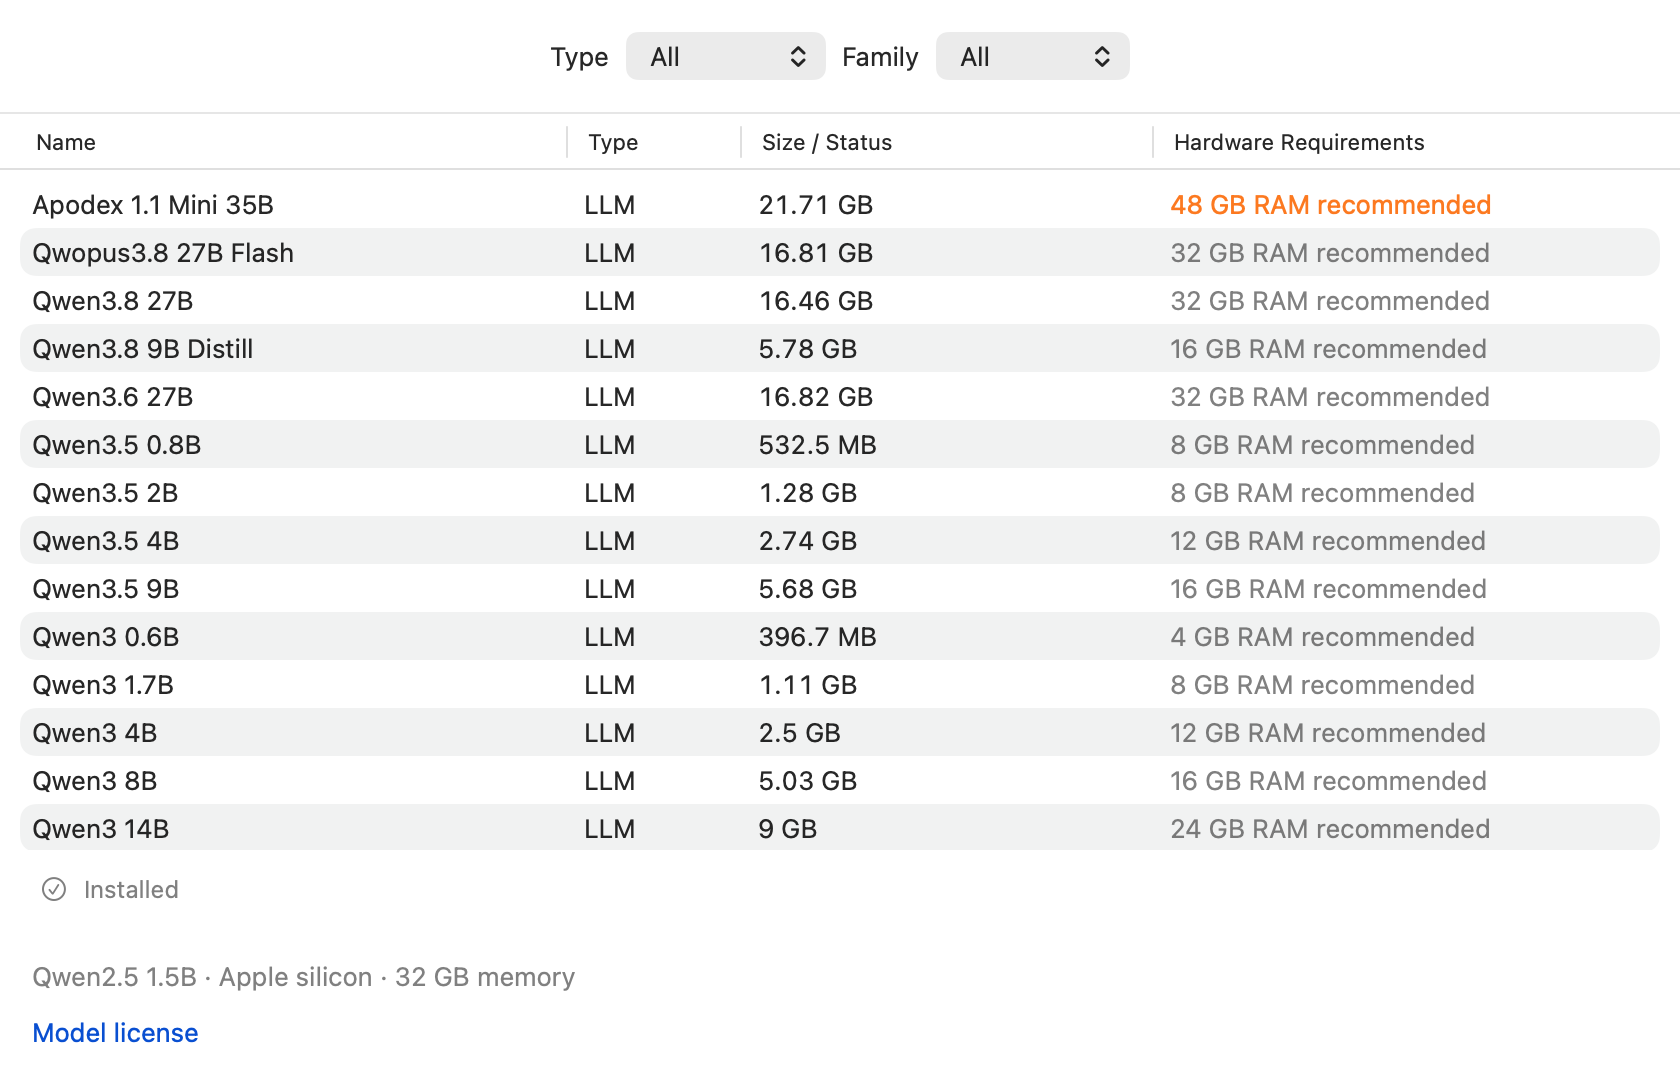 Type All Family All
Name Type Size / Status Hardware Requirements
Apodex 1.1 Mini 35B LLM 21.71 GB 48 GB RAM recommended
Qwopus3.8 27B Flash LLM 16.81 GB 32 GB RAM recommended
Qwen3.8 27B LLM 16.46 GB 32 GB RAM recommended
Qwen3.8 9B Distill LLM 5.78 GB 16 GB RAM recommended
Qwen3.6 27B LLM 16.82 GB 32 GB RAM recommended
Qwen3.5 0.8B LLM 532.5 MB 8 GB RAM recommended
Qwen3.5 2B LLM 1.28 GB 8 GB RAM recommended
Qwen3.5 4B LLM 2.74 GB 12 GB RAM recommended
Qwen3.5 9B LLM 5.68 GB 16 GB RAM recommended
Qwen3 0.6B LLM 396.7 MB 4 GB RAM recommended
Qwen3 1.7B LLM 1.11 GB 8 GB RAM recommended
Qwen3 4B LLM 2.5 GB 12 GB RAM recommended
Qwen3 8B LLM 5.03 GB 16 GB RAM recommended
Qwen3 14B LLM 9 GB 24 GB RAM recommended
Installed
Qwen2.5 1.5B · Apple silicon · 32 GB memory
Model license